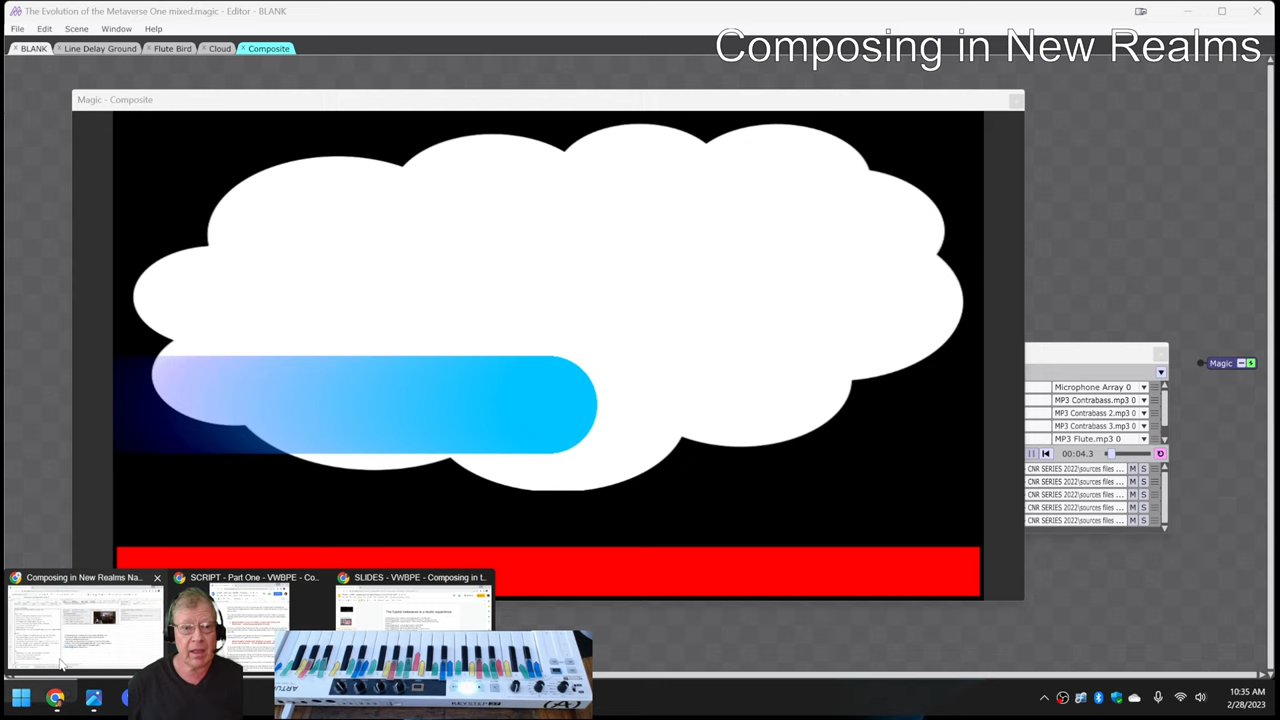 The Evolution of the Metaverse One mixed.magic - Editor - BLANK
File Edit Scene Window Help
BLANK Line Delay Ground Flute Bird Cloud Composite
Composing in New Realms
Magic - Composite
Magic
Microphone Array 0
MP3 Contrabass.mp3 0
MP3 Contrabass 2.mp3 0
MP3 Contrabass 3.mp3 0
MP3 Flute.mp3 0
00:04.3
CNR SERIES 2022\sources files ... M S
CNR SERIES 2022\sources files ... M S
CNR SERIES 2022\sources files ... M S
CNR SERIES 2022\sources files ... M S
CNR SERIES 2022\sources files ... M S
Composing in New Realms Na... SCRIPT - Part One - VWBPE - Co... SLIDES - VWBPE - Composing in t...
ARTURIA
KEYSTEP 37
10:35 AM
2/28/2023